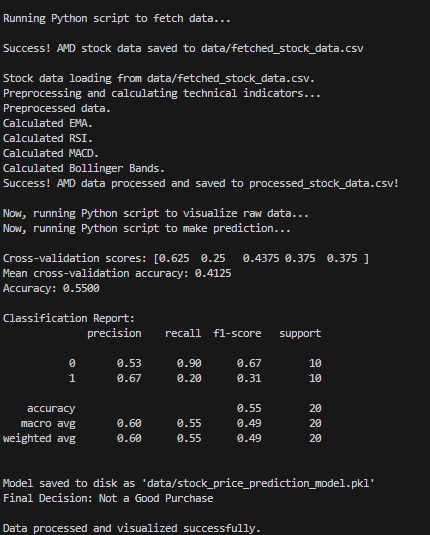 Running Python script to fetch data...
Success! AMD stock data saved to data/fetched_stock_data.csv
Stock data loading from data/fetched_stock_data.csv.
Preprocessing and calculating technical indicators...
Preprocessed data.
Calculated EMA.
Calculated RSI.
Calculated MACD.
Calculated Bollinger Bands.
Success! AMD data processed and saved to processed_stock_data.csv!
Now, running Python script to visualize raw data...
Now, running Python script to make prediction...
Cross-validation scores: [0.625  0.25   0.4375 0.375  0.375 ]
Mean cross-validation accuracy: 0.4125
Accuracy: 0.5500
Classification Report:
              precision    recall  f1-score   support
           0       0.53      0.90      0.67        10
           1       0.67      0.20      0.31        10
    accuracy                           0.55        20
   macro avg       0.60      0.55      0.49        20
weighted avg       0.60      0.55      0.49        20
Model saved to disk as 'data/stock_price_prediction_model.pkl'
Final Decision: Not a Good Purchase
Data processed and visualized successfully.